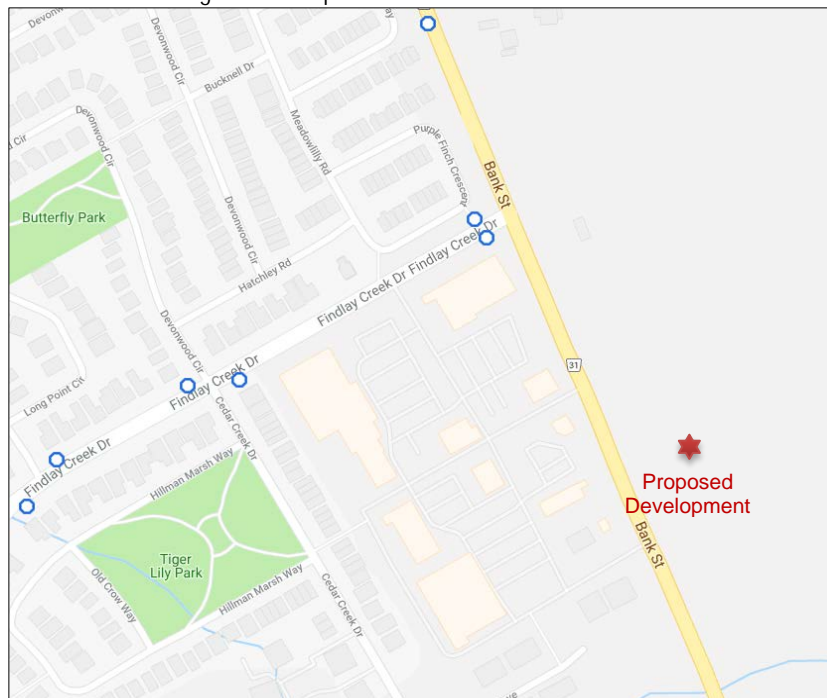 Devonwood Cir
Bucknell Dr
Devonwood Cir
Meadowlilly Rd
Purple Finch Crescent
Bank St
Butterfly Park
Devonwood Cir
Hatchley Rd
Findlay Creek Dr
Findlay Creek Dr
Devonwood Cir
31
Long Point Cir
Findlay Creek Dr
Cedar Creek Dr
Findlay Creek Dr
Hillman Marsh Way
Proposed
Development
Bank St
Tiger
Lily Park
Old Crow Way
Hillman Marsh Way
Cedar Creek Dr